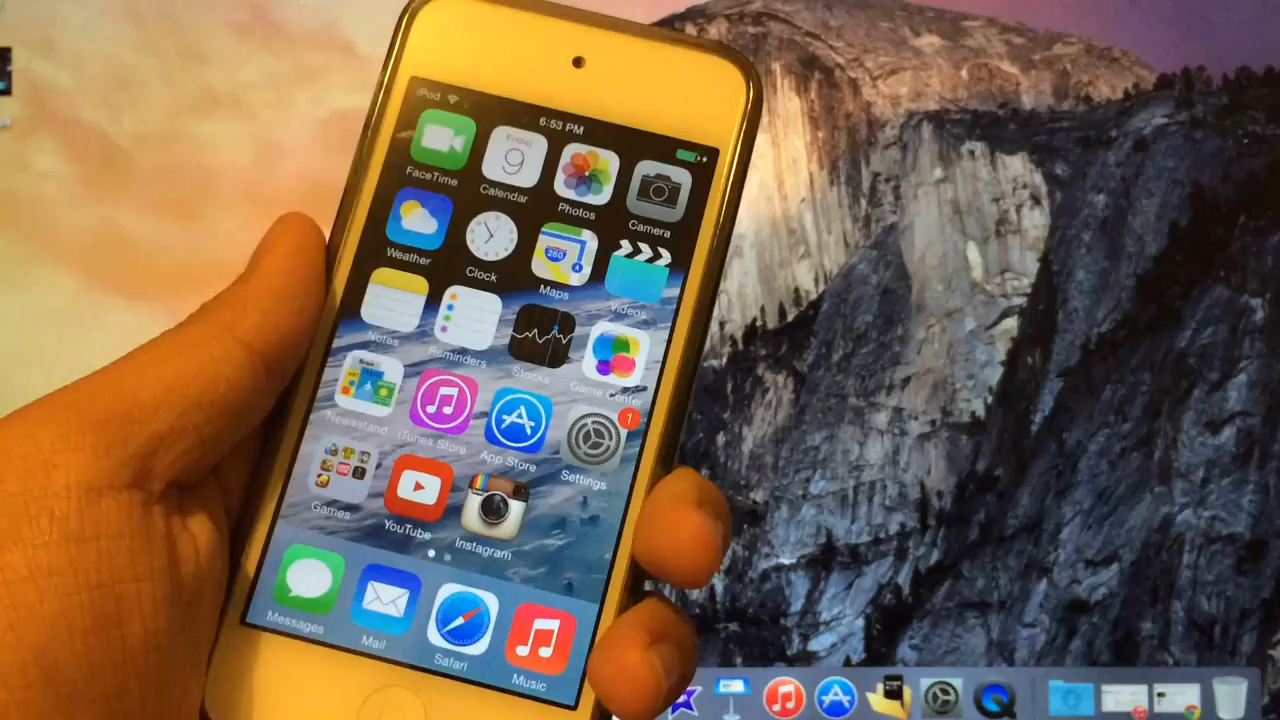 iPod
6:53 PM
FaceTime
Friday
9
Calendar
Photos
Camera
Weather
Clock
280
Maps
Videos
Notes
Reminders
Stocks
Game Center
Newsstand
iTunes Store
App Store
1
Settings
Games
YouTube
Instagram
Messages
Mail
Safari
Music